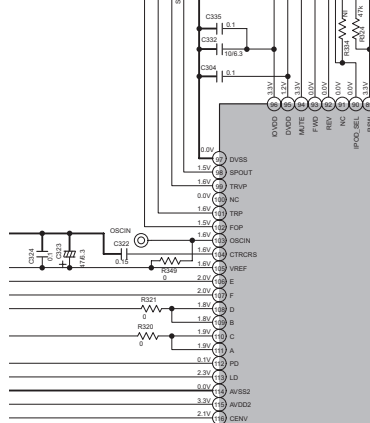 C335
0.1
C332
10/6.3
C304
0.1
NI
R334
47k
R324
3.3V
1.2V
3.3V
0.0V
0.0V
0.0V
0.0V
3.3V
96
95
94
93
92
91
90
IOVDD
DVDD
MUTE
FWD
REV
NC
IPOD_SEL
0.0V
97
DVSS
1.5V
98
SPOUT
1.6V
99
TRVP
0.0V
100
NC
1.6V
101
TRP
1.5V
102
FOP
1.6V
103
OSCIN
1.6V
104
CTRCRS
1.6V
105
VREF
2.0V
106
E
2.0V
107
F
1.8V
108
D
1.8V
109
B
1.9V
110
C
1.9V
111
A
0.1V
112
PD
2.3V
113
LD
0.0V
114
AVSS2
3.3V
115
AVDD2
2.1V
116
CENV
OSCIN
C322
0.15
C324
0.1
C323
47/6.3
+
R349
0
R321
0
R320
0